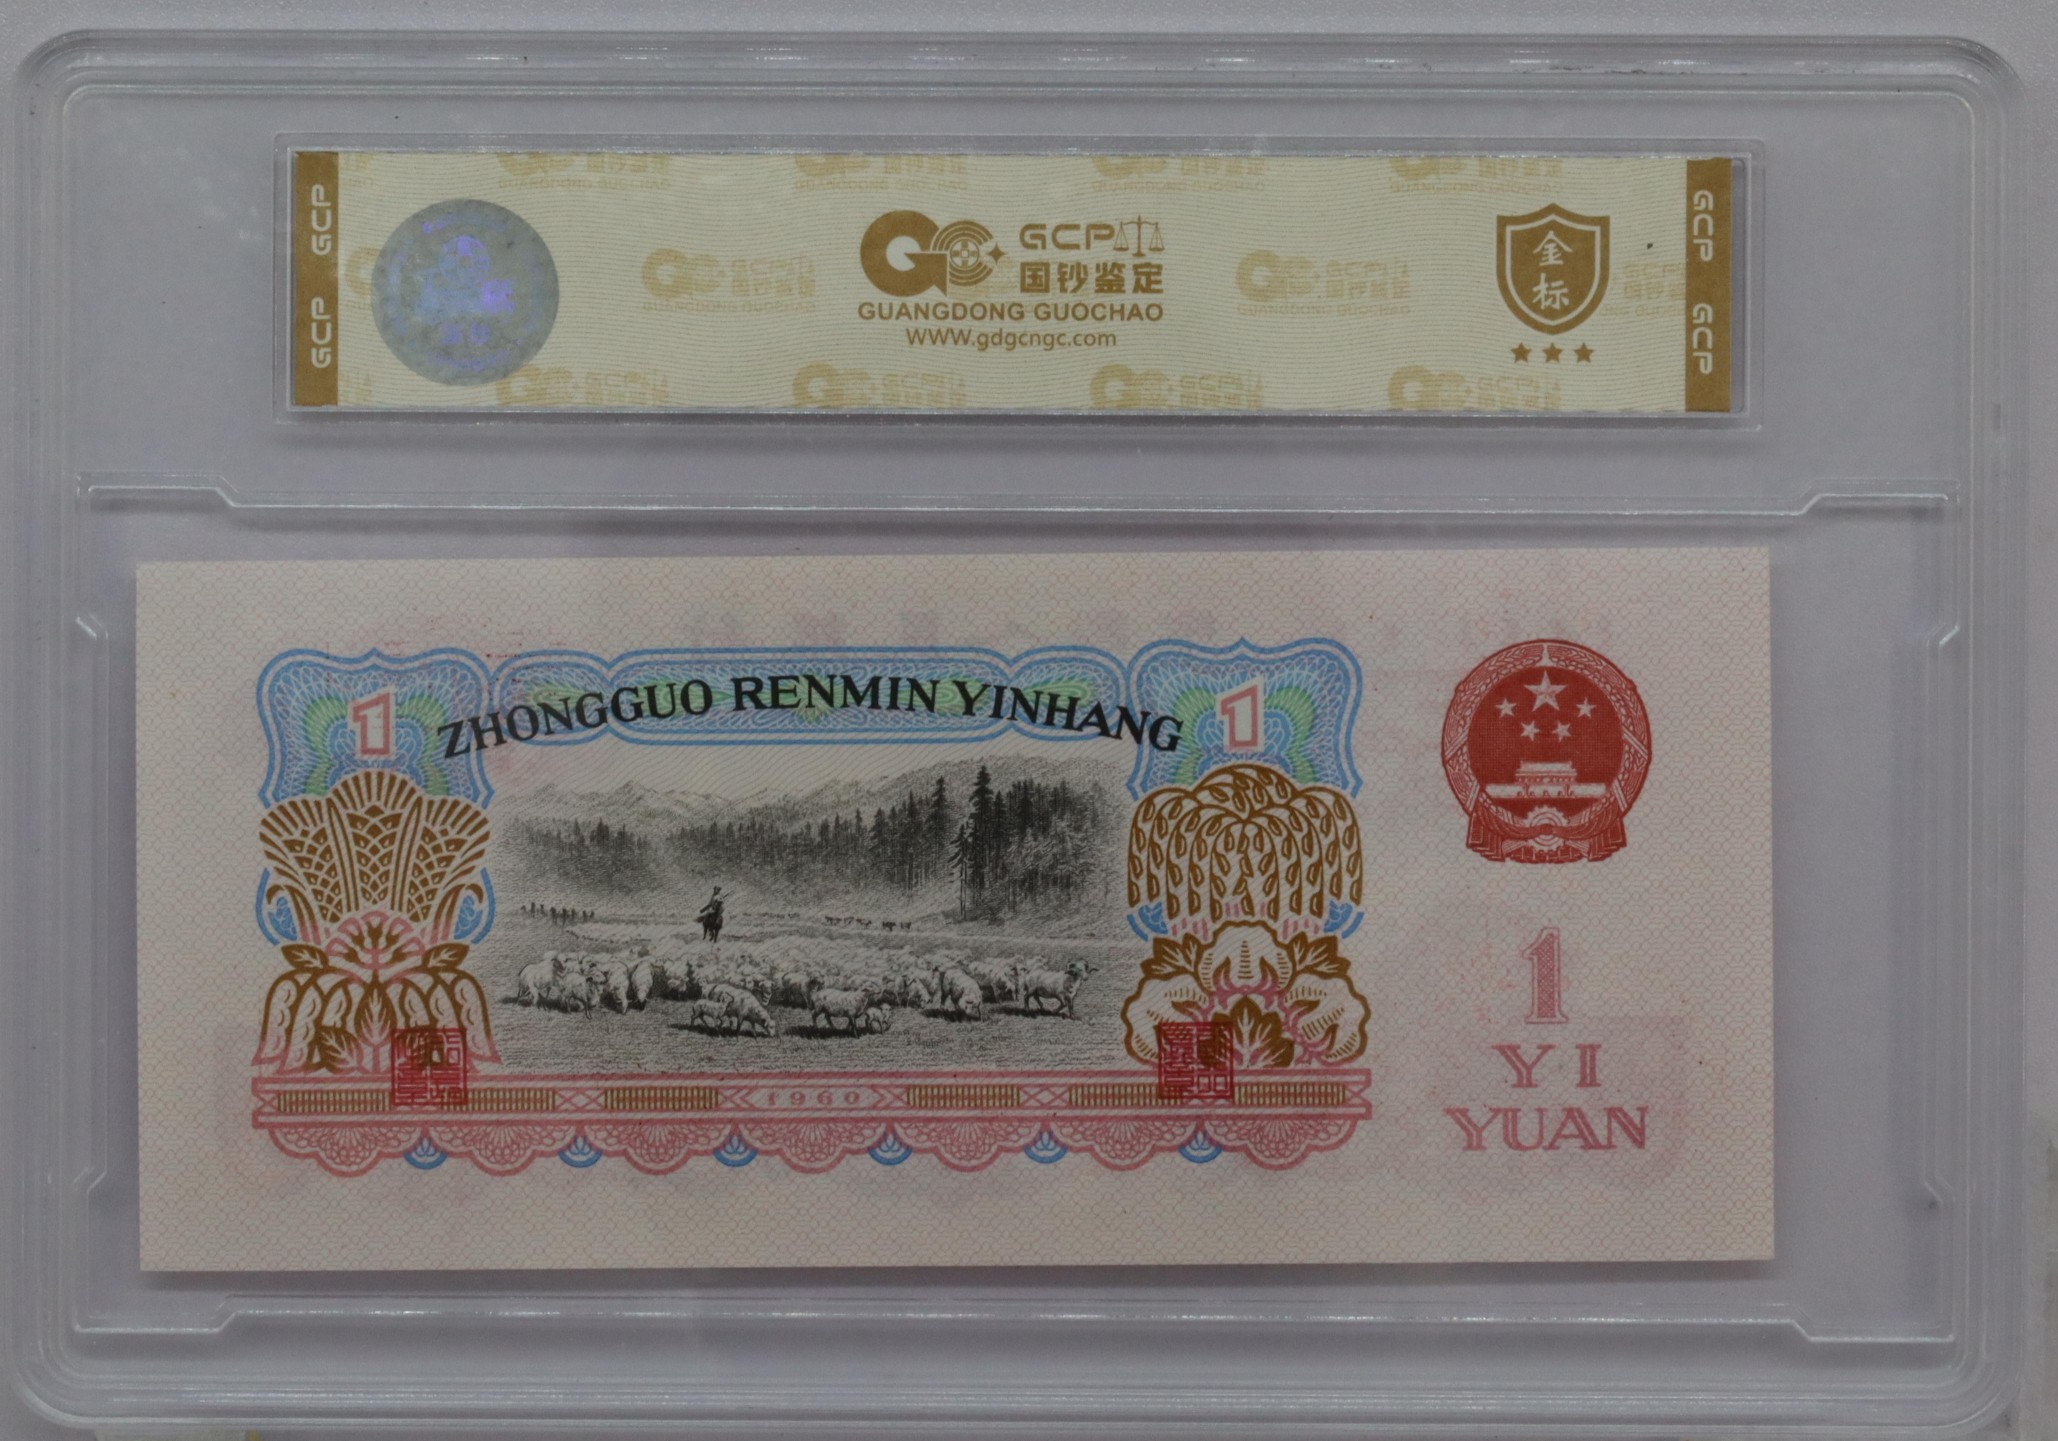 GCP GCP
GCP
国钞鉴定
GUANGDONG GUOCHAO
WWW.gdgcngc.com
金
标
GCP GCP
ZHONGGUO RENMIN YINHANG
1
1
1960
1
YI
YUAN